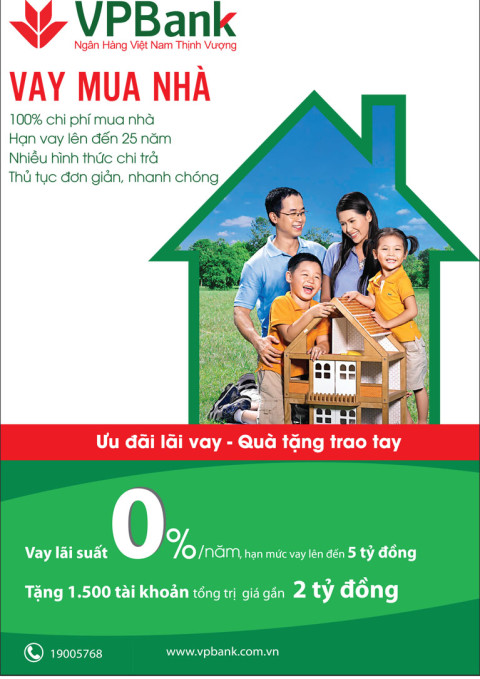 VPBank
Ngân Hàng Việt Nam Thịnh Vượng
VAY MUA NHÀ
100% chi phí mua nhà
Hạn vay lên đến 25 năm
Nhiều hình thức chi trả
Thủ tục đơn giản, nhanh chóng
Ưu đãi lãi vay - Quà tặng trao tay
Vay lãi suất 0%/năm, hạn mức vay lên đến 5 tỷ đồng
Tặng 1.500 tài khoản tổng trị giá gần 2 tỷ đồng
19005768 www.vpbank.com.vn